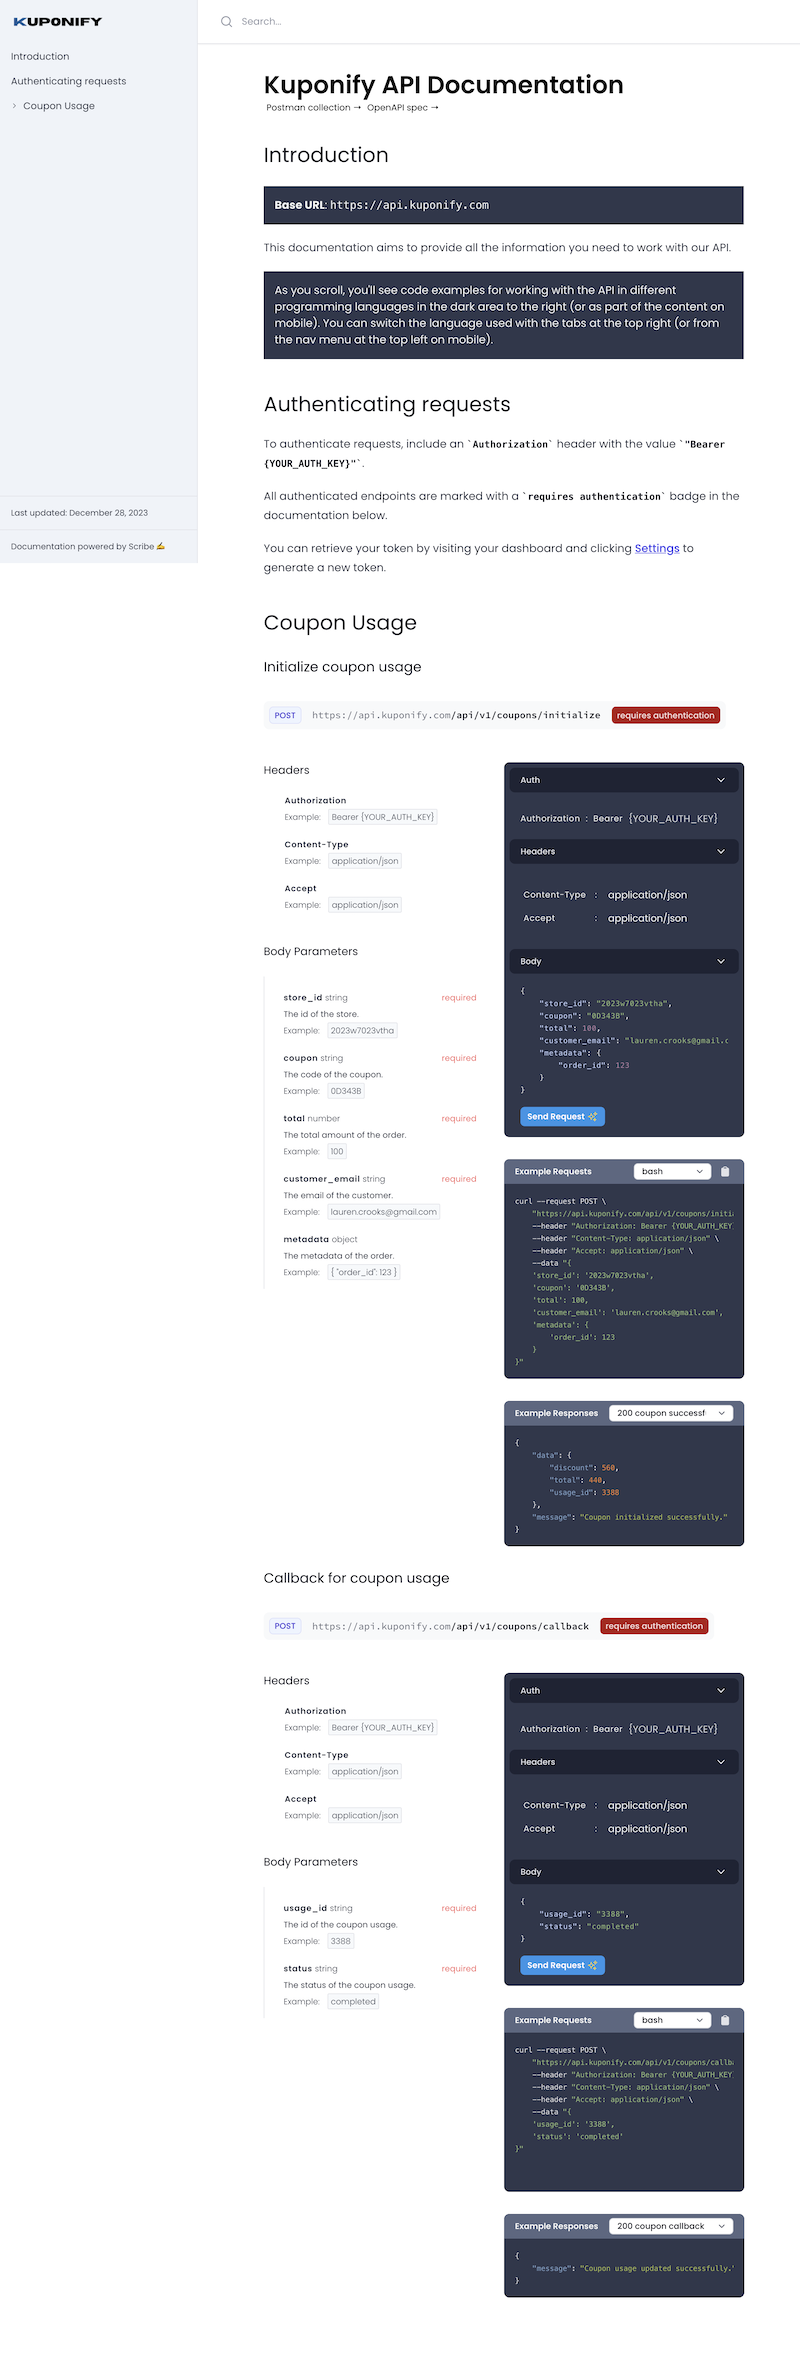 KUPONIFY
Search...
Introduction
Authenticating requests
Coupon Usage
Last updated: December 28, 2023
Documentation powered by Scribe ✍
Kuponify API Documentation
Postman collection → OpenAPI spec →
Introduction
Base URL: https://api.kuponify.com
This documentation aims to provide all the information you need to work with our API.
As you scroll, you'll see code examples for working with the API in different
programming languages in the dark area to the right (or as part of the content on
mobile). You can switch the language used with the tabs at the top right (or from
the nav menu at the top left on mobile).
Authenticating requests
To authenticate requests, include an `Authorization` header with the value `"Bearer
{YOUR_AUTH_KEY}"`.
All authenticated endpoints are marked with a `requires authentication` badge in the
documentation below.
You can retrieve your token by visiting your dashboard and clicking Settings to
generate a new token.
Coupon Usage
Initialize coupon usage
POST https://api.kuponify.com/api/v1/coupons/initialize requires authentication
Headers
Authorization
Example: Bearer {YOUR_AUTH_KEY}
Content-Type
Example: application/json
Accept
Example: application/json
Body Parameters
store_id string required
The id of the store.
Example: 2023w7023vtha
coupon string required
The code of the coupon.
Example: 0D343B
total number required
The total amount of the order.
Example: 100
customer_email string required
The email of the customer.
Example: lauren.crooks@gmail.com
metadata object
The metadata of the order.
Example: { "order_id": 123 }
Auth
Authorization : Bearer {YOUR_AUTH_KEY}
Headers
Content-Type : application/json
Accept : application/json
Body
{
"store_id": "2023w7023vtha",
"coupon": "0D343B",
"total": 100,
"customer_email": "lauren.crooks@gmail.c
"metadata": {
"order_id": 123
}
}
Send Request ✨
Example Requests bash
curl --request POST \
"https://api.kuponify.com/api/v1/coupons/initi
--header "Authorization: Bearer {YOUR_AUTH_KEY
--header "Content-Type: application/json" \
--header "Accept: application/json" \
--data "{
'store_id': '2023w7023vtha',
'coupon': '0D343B',
'total': 100,
'customer_email': 'lauren.crooks@gmail.com',
'metadata': {
'order_id': 123
}
}"
Example Responses 200 coupon successf
{
"data": {
"discount": 560,
"total": 440,
"usage_id": 3388
},
"message": "Coupon initialized successfully."
}
Callback for coupon usage
POST https://api.kuponify.com/api/v1/coupons/callback requires authentication
Headers
Authorization
Example: Bearer {YOUR_AUTH_KEY}
Content-Type
Example: application/json
Accept
Example: application/json
Body Parameters
usage_id string required
The id of the coupon usage.
Example: 3388
status string required
The status of the coupon usage.
Example: completed
Auth
Authorization : Bearer {YOUR_AUTH_KEY}
Headers
Content-Type : application/json
Accept : application/json
Body
{
"usage_id": "3388",
"status": "completed"
}
Send Request ✨
Example Requests bash
curl --request POST \
"https://api.kuponify.com/api/v1/coupons/callb
--header "Authorization: Bearer {YOUR_AUTH_KEY
--header "Content-Type: application/json" \
--header "Accept: application/json" \
--data "{
'usage_id': '3388',
'status': 'completed'
}"
Example Responses 200 coupon callback
{
"message": "Coupon usage updated successfully."
}